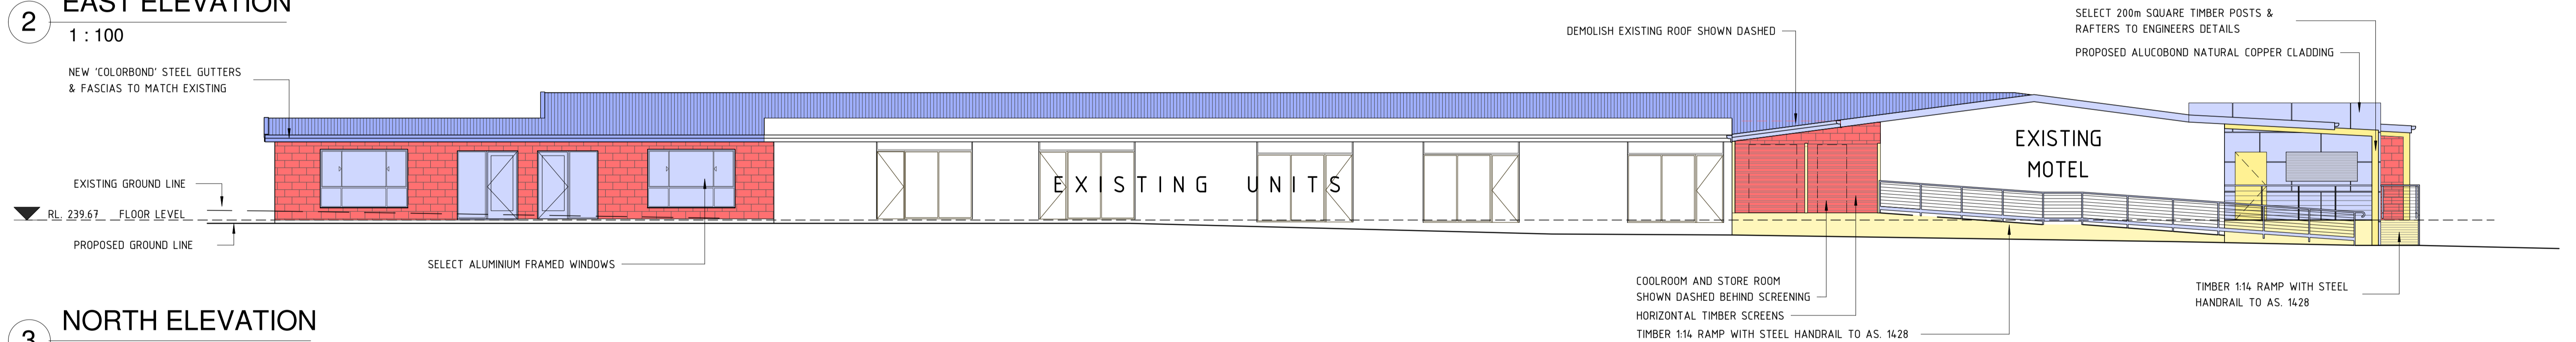 2
EAST ELEVATION
1 : 100
NEW 'COLORBOND' STEEL GUTTERS
& FASCIAS TO MATCH EXISTING
DEMOLISH EXISTING ROOF SHOWN DASHED
SELECT 200m SQUARE TIMBER POSTS &
RAFTERS TO ENGINEERS DETAILS
PROPOSED ALUCOBOND NATURAL COPPER CLADDING
EXISTING
MOTEL
EXISTING UNITS
EXISTING GROUND LINE
RL. 239.67 FLOOR LEVEL
PROPOSED GROUND LINE
SELECT ALUMINIUM FRAMED WINDOWS
COOLROOM AND STORE ROOM
SHOWN DASHED BEHIND SCREENING
HORIZONTAL TIMBER SCREENS
TIMBER 1:14 RAMP WITH STEEL HANDRAIL TO AS. 1428
TIMBER 1:14 RAMP WITH STEEL
HANDRAIL TO AS. 1428
3
NORTH ELEVATION